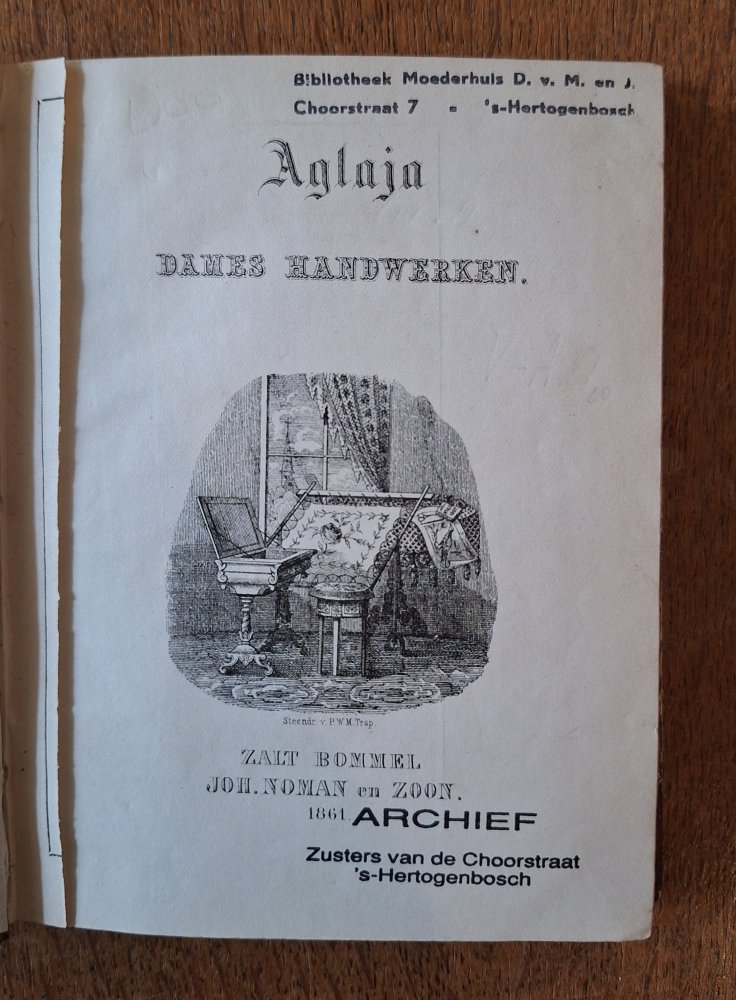 Bibliotheek Moederhuis D. v. M. en J.
Choorstraat 7 - 's-Hertogenbosch
Aglaja
DAMES HANDWERKEN.
Steendr. v. P.W.M. Trap.
ZALT BOMMEL
JOH. NOMAN en ZOON.
1861
ARCHIEF
Zusters van de Choorstraat
's-Hertogenbosch